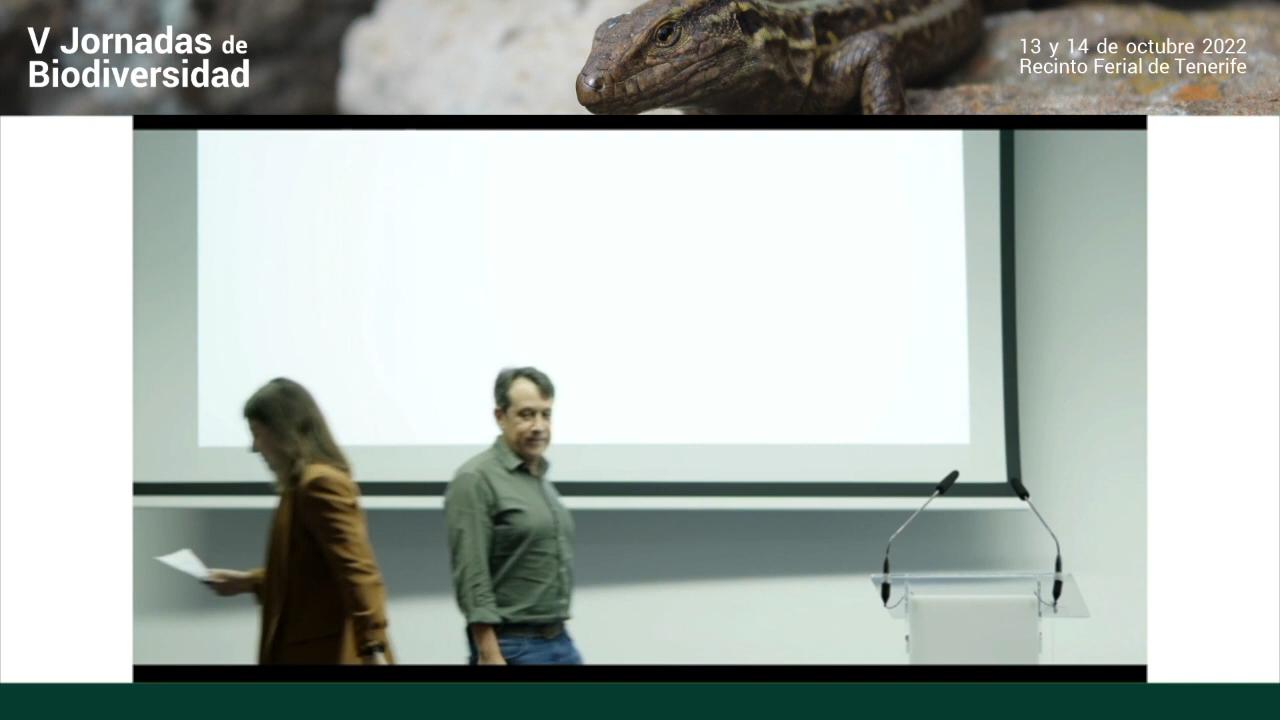 V Jornadas de
Biodiversidad
13 y 14 de octubre 2022
Recinto Ferial de Tenerife